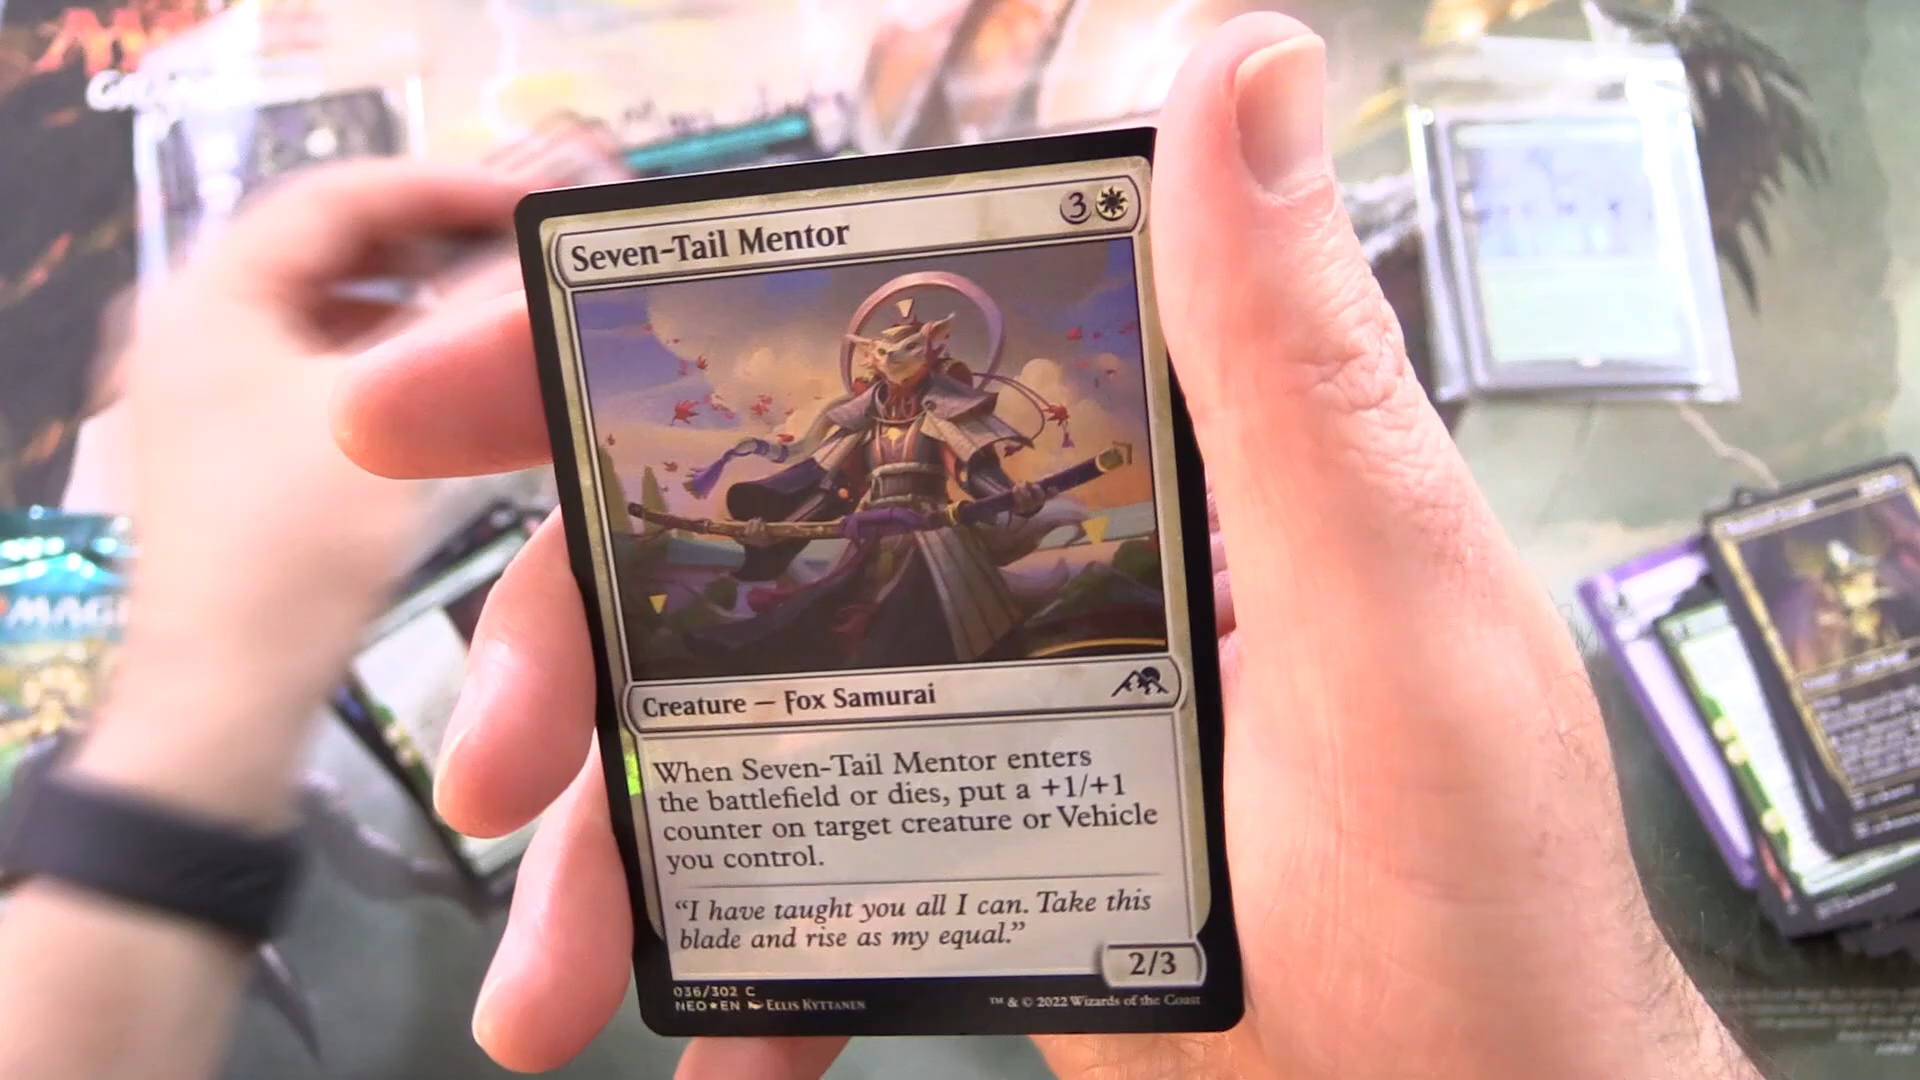 Seven-Tail Mentor
3
Creature — Fox Samurai
When Seven-Tail Mentor enters
the battlefield or dies, put a +1/+1
counter on target creature or Vehicle
you control.
“I have taught you all I can. Take this
blade and rise as my equal.”
2/3
036/302 C
NEO★EN Ellis Kyttanen
™ & © 2022 Wizards of the Coast
MAGI